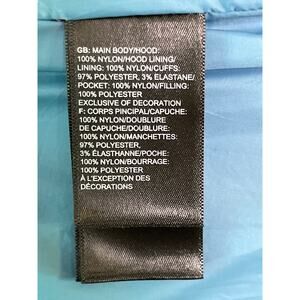 GB: MAIN BODY/HOOD:
100% NYLON/HOOD LINING/
LINING: 100% NYLON/CUFFS:
97% POLYESTER, 3% ELASTANE/
POCKET: 100% NYLON/FILLING:
100% POLYESTER
EXCLUSIVE OF DECORATION
F: CORPS PINCIPAL/CAPUCHE:
100% NYLON/DOUBLURE
DE CAPUCHE/DOUBLURE:
100% NYLON/MANCHETTES:
97% POLYESTER,
3% ÉLASTHANNE/POCHE:
100% NYLON/BOURRAGE:
100% POLYESTER
À L'EXCEPTION DES
DÉCORATIONS